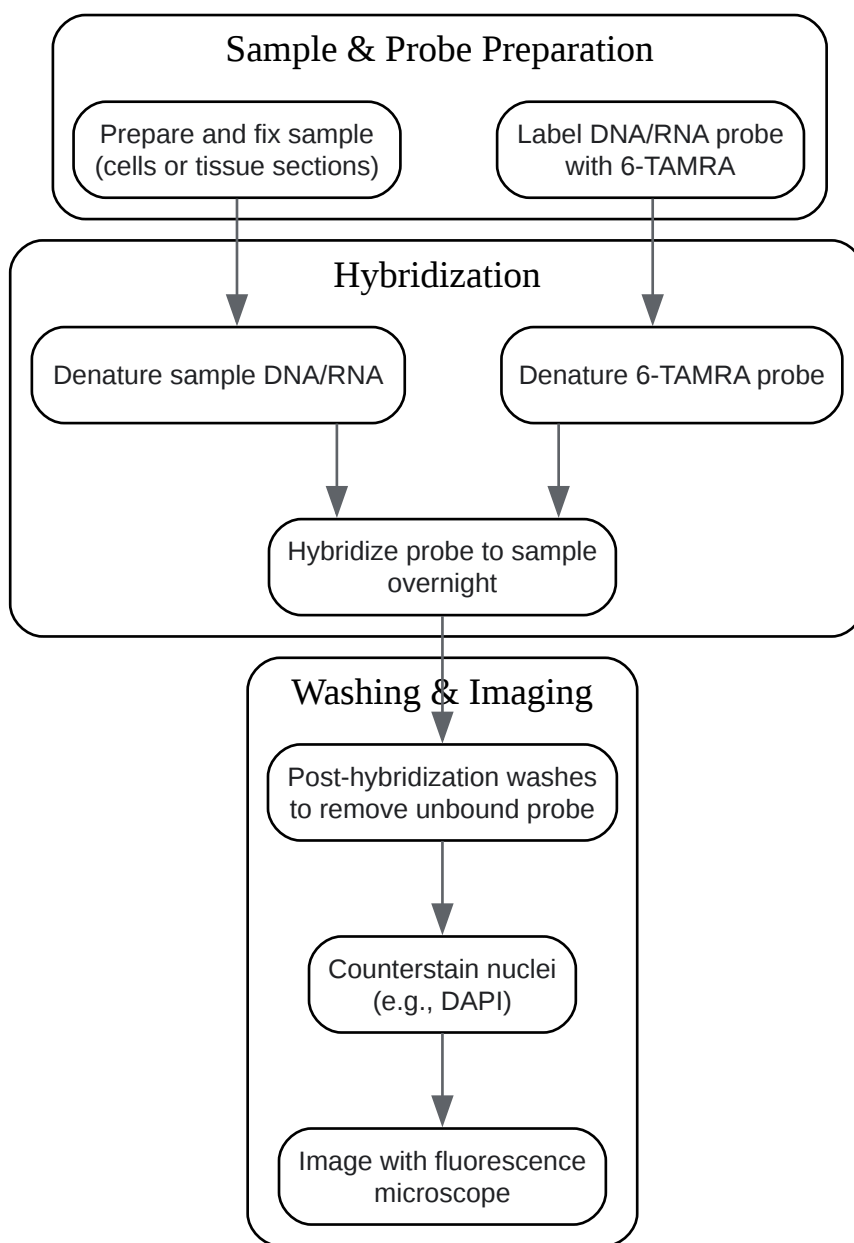 Sample & Probe Preparation
Prepare and fix sample
(cells or tissue sections)
Label DNA/RNA probe
with 6-TAMRA
Hybridization
Denature sample DNA/RNA
Denature 6-TAMRA probe
Hybridize probe to sample
overnight
Washing & Imaging
Post-hybridization washes
to remove unbound probe
Counterstain nuclei
(e.g., DAPI)
Image with fluorescence
microscope